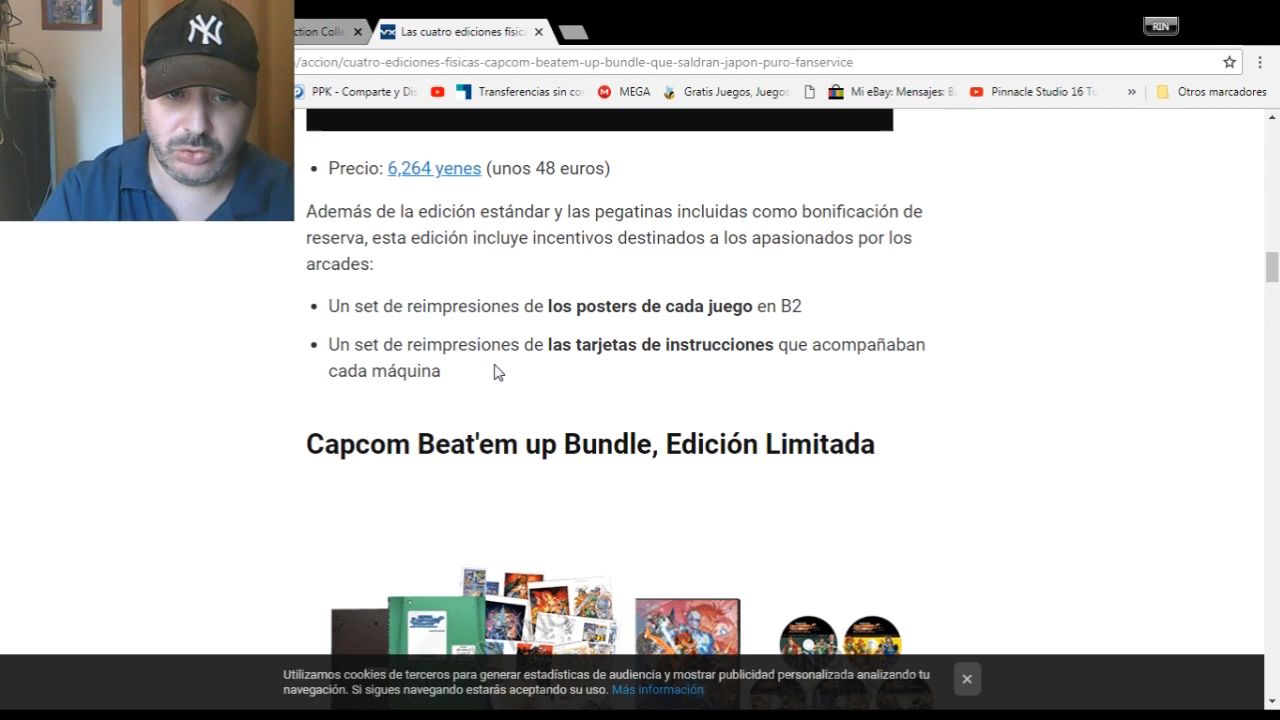 ction Colle
Las cuatro ediciones físic
RIN
/accion/cuatro-ediciones-fisicas-capcom-beatem-up-bundle-que-saldran-japon-puro-fanservice
PPK - Comparte y Di
Transferencias sin co
MEGA
Gratis Juegos, Juego
Mi eBay: Mensajes: B
Pinnacle Studio 16 Tu
»
Otros marcadores
• Precio: 6,264 yenes (unos 48 euros)
Además de la edición estándar y las pegatinas incluidas como bonificación de
reserva, esta edición incluye incentivos destinados a los apasionados por los
arcades:
• Un set de reimpresiones de los posters de cada juego en B2
• Un set de reimpresiones de las tarjetas de instrucciones que acompañaban
cada máquina
Capcom Beat'em up Bundle, Edición Limitada
Utilizamos cookies de terceros para generar estadísticas de audiencia y mostrar publicidad personalizada analizando tu
navegación. Si sigues navegando estarás aceptando su uso. Más información